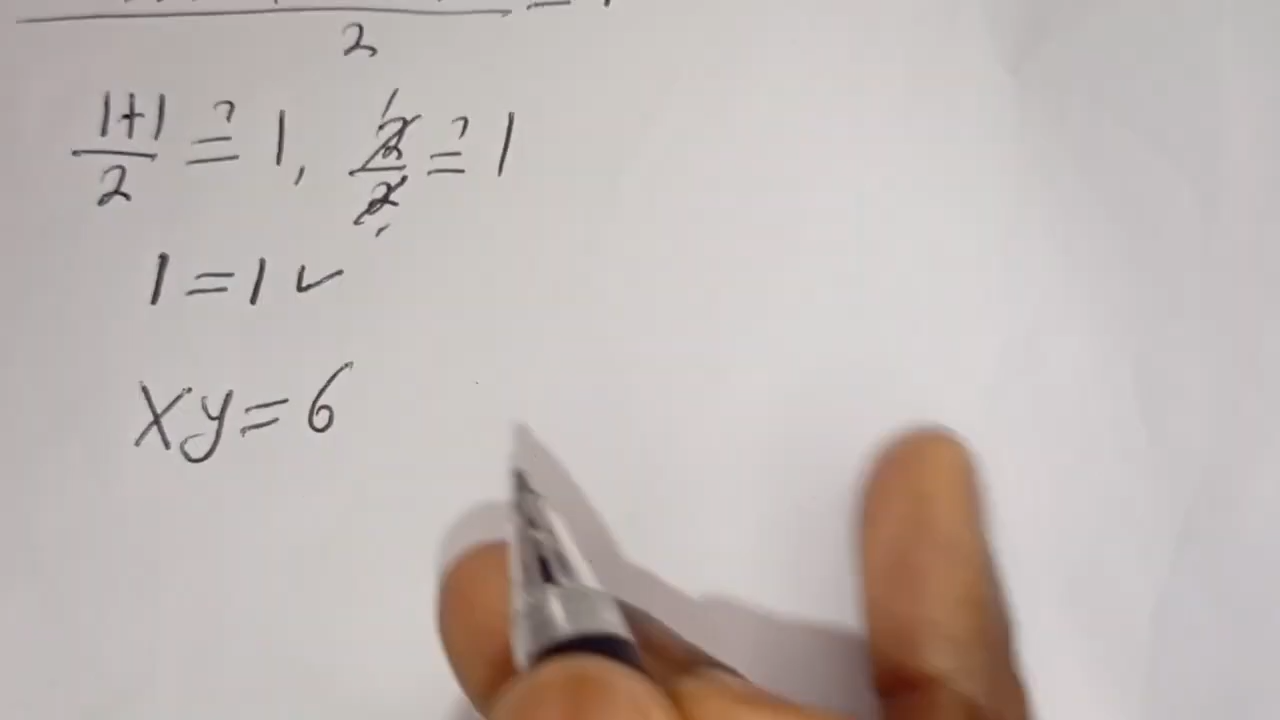 2
1+1/2 ≟ 1, 2/2 ≟ 1
1 = 1 ✓
xy = 6